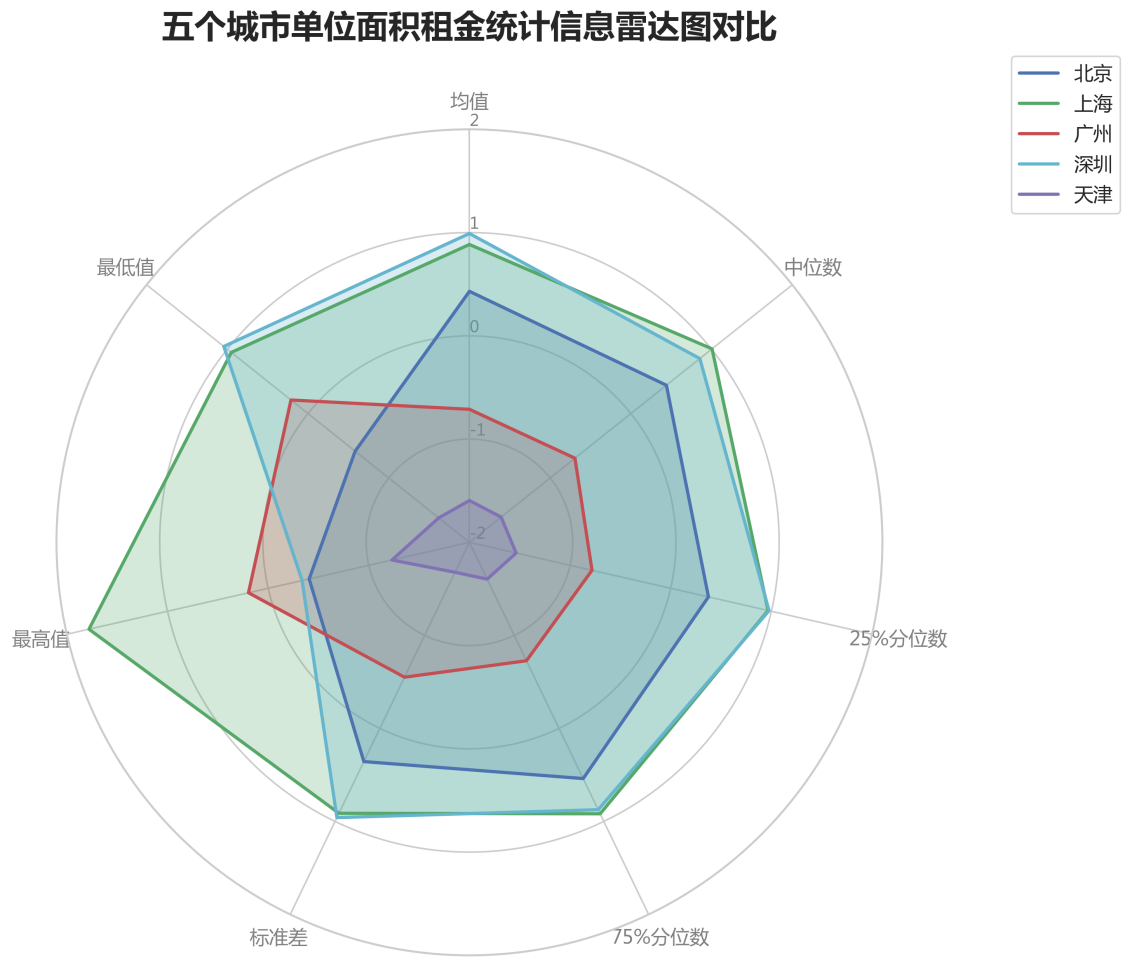 五个城市单位面积租金统计信息雷达图对比
北京
上海
广州
深圳
天津
均值
2
1
0
-1
-2
最低值
中位数
最高值
25%分位数
标准差
75%分位数